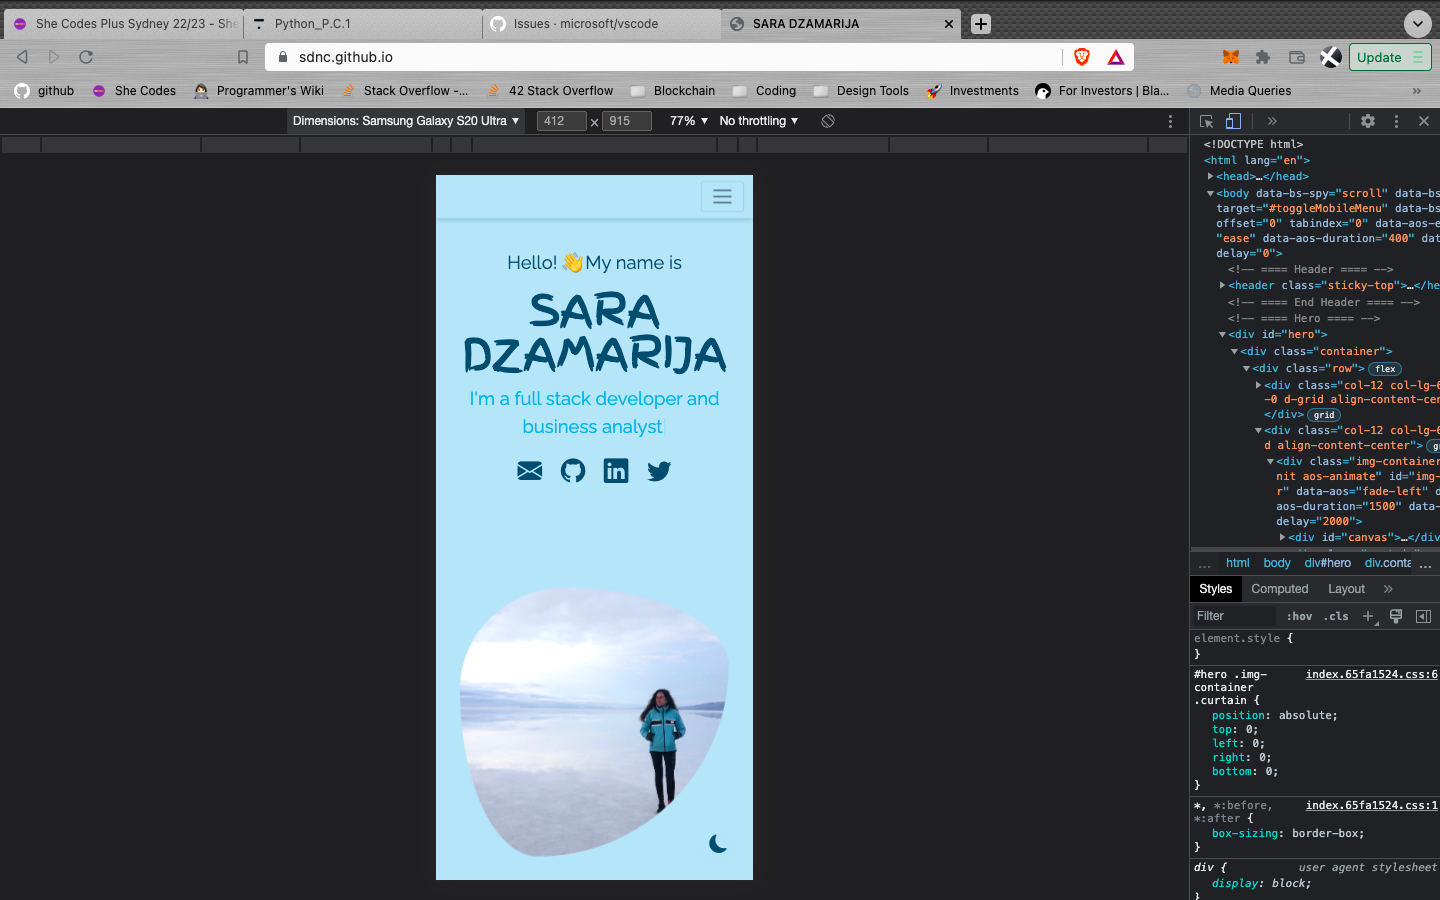 She Codes Plus Sydney 22/23 - She
Python_P.C.1
Issues · microsoft/vscode
SARA DZAMARIJA
sdnc.github.io
Update
github
She Codes
Programmer's Wiki
Stack Overflow -...
42 Stack Overflow
Blockchain
Coding
Design Tools
Investments
For Investors | Bla...
Media Queries
»
Dimensions: Samsung Galaxy S20 Ultra ▼
412 × 915
77% ▼
No throttling ▼
Hello! 👋 My name is
SARA
DZAMARIJA
I'm a full stack developer and
business analyst
<!DOCTYPE html>
<html lang="en">
<head>…</head>
<body data-bs-spy="scroll" data-bs
target="#toggleMobileMenu" data-bs
offset="0" tabindex="0" data-aos-e
"ease" data-aos-duration="400" dat
delay="0">
<!-- ==== Header ==== -->
<header class="sticky-top">…</he
<!-- ==== End Header ==== -->
<!-- ==== Hero ==== -->
<div id="hero">
<div class="container">
<div class="row"> flex
<div class="col-12 col-lg-6
-0 d-grid align-content-cen
</div> grid
<div class="col-12 col-lg-6
d align-content-center"> g
<div class="img-container
nit aos-animate" id="img-
r" data-aos="fade-left" d
aos-duration="1500" data-
delay="2000">
<div id="canvas">…</div
... html body div#hero div.conta ...
Styles Computed Layout »
Filter :hov .cls +
element.style {
}
#hero .img- index.65fa1524.css:6
container
.curtain {
position: absolute;
top: 0;
left: 0;
right: 0;
bottom: 0;
}
*, *:before, index.65fa1524.css:1
*:after {
box-sizing: border-box;
}
div { user agent stylesheet
display: block;
}